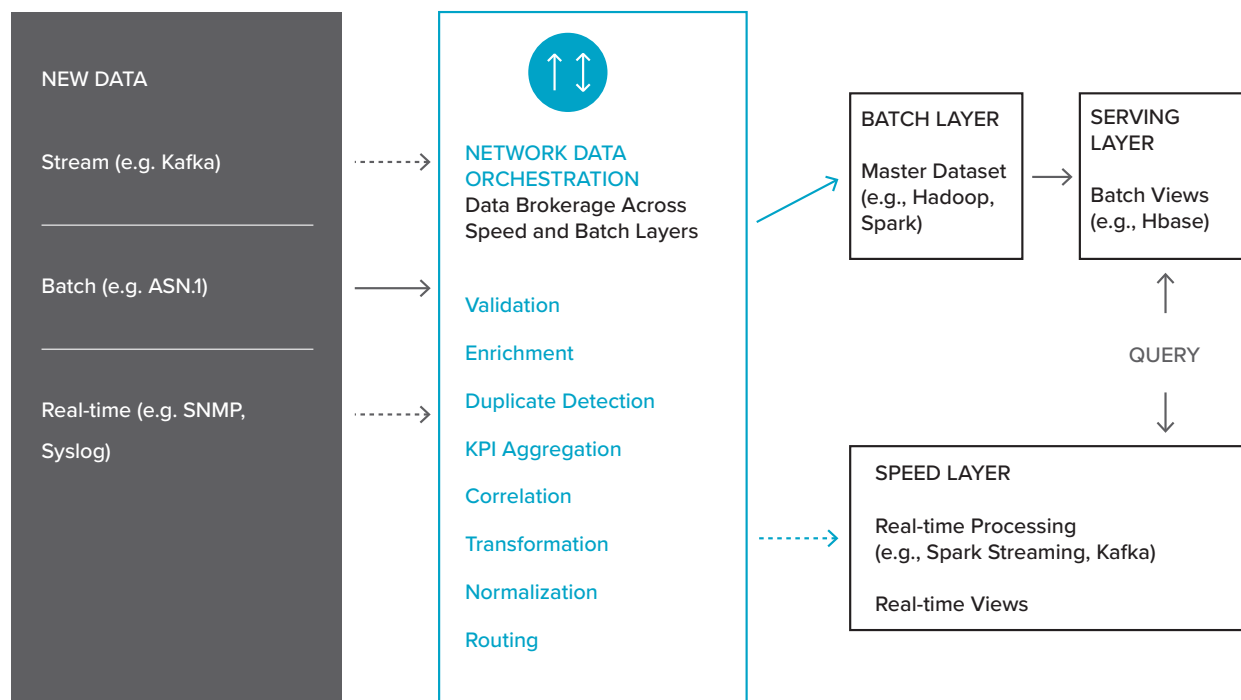 NEW DATA
Stream (e.g. Kafka)
Batch (e.g. ASN.1)
Real-time (e.g. SNMP,
Syslog)
NETWORK DATA
ORCHESTRATION
Data Brokerage Across
Speed and Batch Layers
Validation
Enrichment
Duplicate Detection
KPI Aggregation
Correlation
Transformation
Normalization
Routing
BATCH LAYER
Master Dataset
(e.g., Hadoop,
Spark)
SERVING
LAYER
Batch Views
(e.g., Hbase)
QUERY
SPEED LAYER
Real-time Processing
(e.g., Spark Streaming, Kafka)
Real-time Views